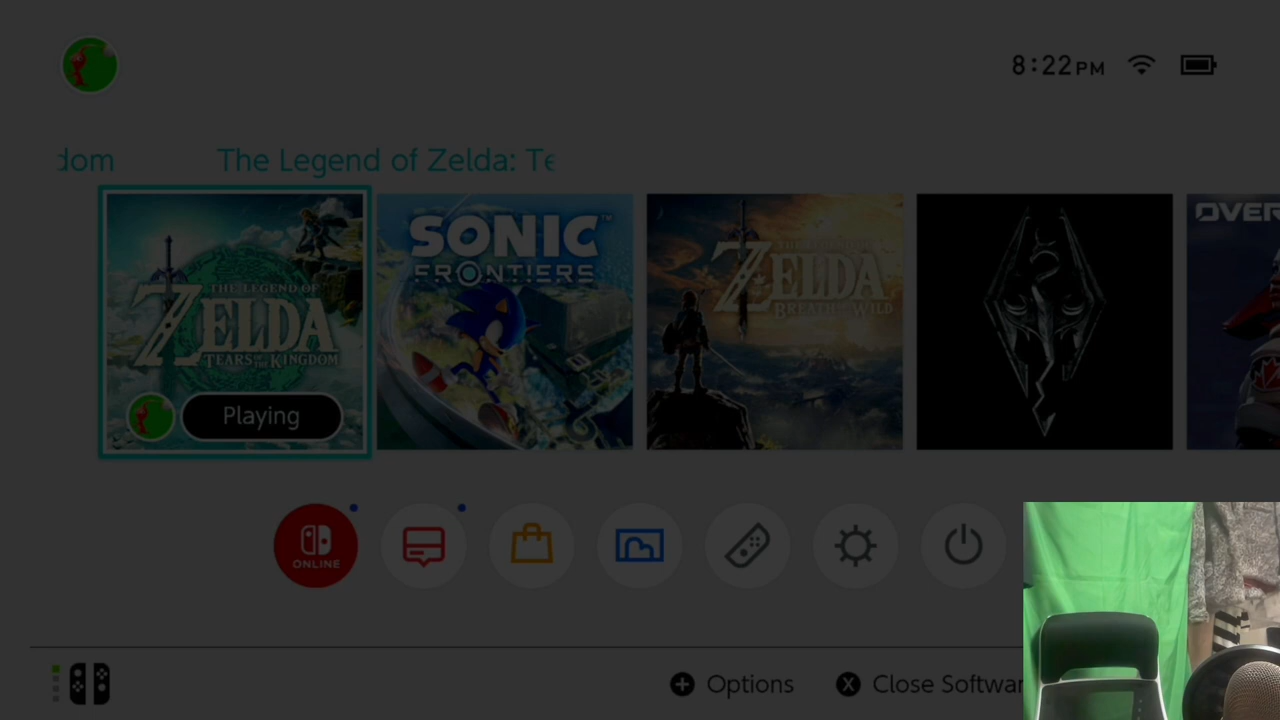 8:22 PM
dom The Legend of Zelda: Te
THE LEGEND OF
ZELDA
TEARS OF THE KINGDOM
Playing
SONIC
FRONTIERS
THE LEGEND OF
ZELDA
BREATH OF THE WILD
OVER
ONLINE
Options
Close Softwar